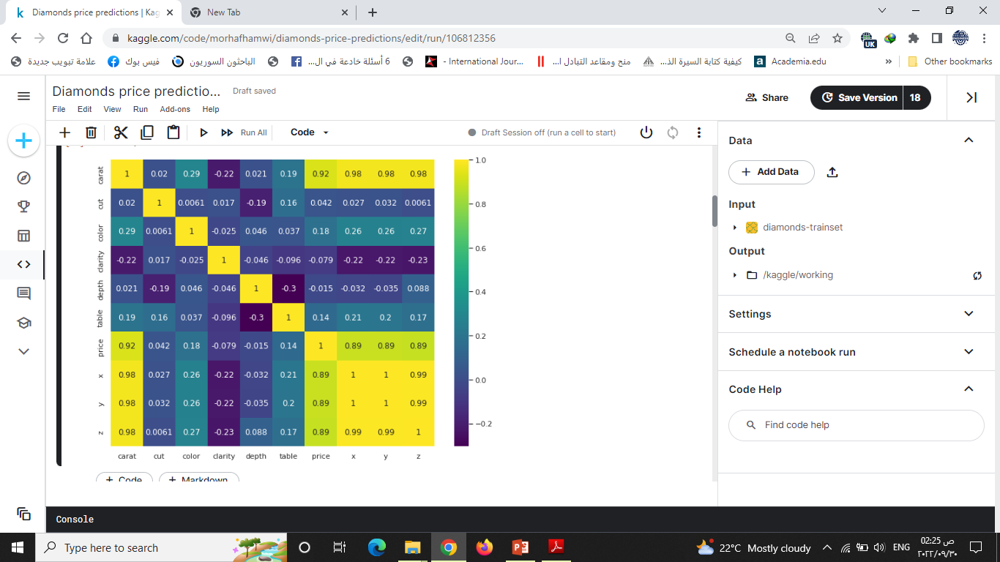 Diamonds price predictions | Kag
New Tab
kaggle.com/code/morhafhamwi/diamonds-price-predictions/edit/run/106812356
UK
علامة تبويب جديدة
فيس بوك
الباحثون السوريون
6 أسئلة خادعة في ال...
- International Jour...
منح ومقاعد التبادل ا...
كيفية كتابة السيرة الذ...
Academia.edu
»
Other bookmarks
Diamonds price predictio...
Draft saved
File Edit View Run Add-ons Help
Share
Save Version 18
Run All
Code
Draft Session off (run a cell to start)
carat 1 0.02 0.29 -0.22 0.021 0.19 0.92 0.98 0.98 0.98
cut 0.02 1 0.0061 0.017 -0.19 0.16 0.042 0.027 0.032 0.0061
color 0.29 0.0061 1 -0.025 0.046 0.037 0.18 0.26 0.26 0.27
clarity -0.22 0.017 -0.025 1 -0.046 -0.096 -0.079 -0.22 -0.22 -0.23
depth 0.021 -0.19 0.046 -0.046 1 -0.3 -0.015 -0.032 -0.035 0.088
table 0.19 0.16 0.037 -0.096 -0.3 1 0.14 0.21 0.2 0.17
price 0.92 0.042 0.18 -0.079 -0.015 0.14 1 0.89 0.89 0.89
x 0.98 0.027 0.26 -0.22 -0.032 0.21 0.89 1 1 0.99
y 0.98 0.032 0.26 -0.22 -0.035 0.2 0.89 1 1 0.99
z 0.98 0.0061 0.27 -0.23 0.088 0.17 0.89 0.99 0.99 1
carat cut color clarity depth table price x y z
1.0
0.8
0.6
0.4
0.2
0.0
−0.2
+ Code
+ Markdown
Data
+ Add Data
Input
diamonds-trainset
Output
/kaggle/working
Settings
Schedule a notebook run
Code Help
Find code help
Console
Type here to search
22°C Mostly cloudy
ENG
02:25 ص
٢٠٢٢/٠٩/٣٠